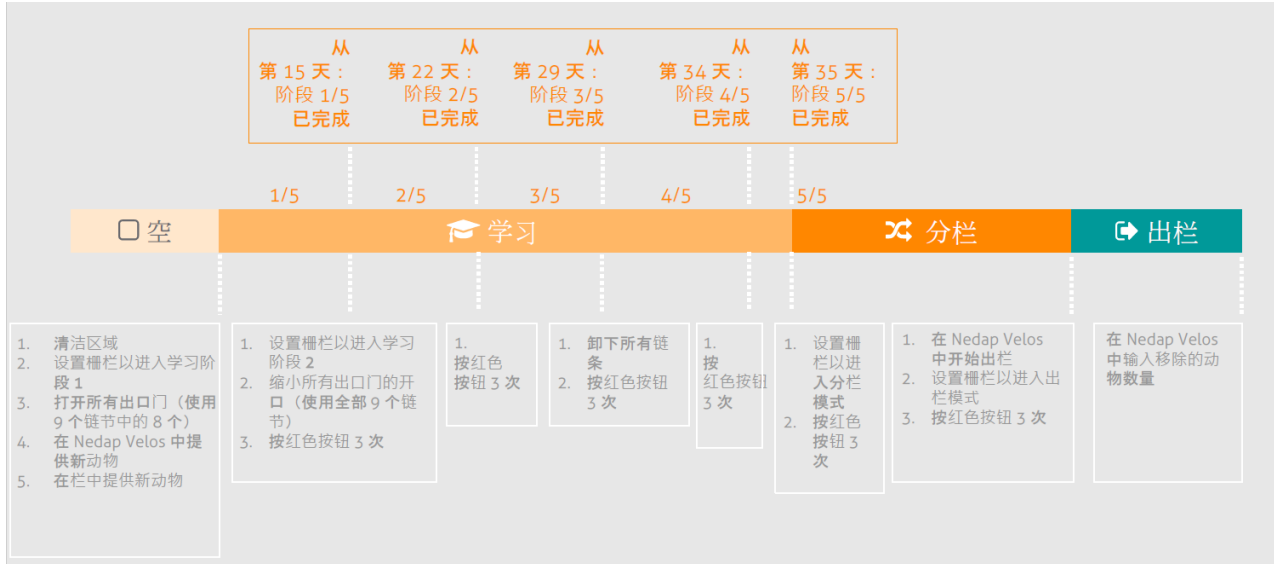 从
第 15 天：
阶段 1/5
已完成
从
第 22 天：
阶段 2/5
已完成
从
第 29 天：
阶段 3/5
已完成
从
第 34 天：
阶段 4/5
已完成
从
第 35 天：
阶段 5/5
已完成
1/5
2/5
3/5
4/5
5/5
空
学习
分栏
出栏
1. 清洁区域
2. 设置栅栏以进入学习阶
段 1
3. 打开所有出口门（使用
9 个链节中的 8 个）
4. 在 Nedap Velos 中提
供新动物
5. 在栏中提供新动物
1. 设置栅栏以进入学习
阶段 2
2. 缩小所有出口门的开
口（使用全部 9 个链
节）
3. 按红色按钮 3 次
1.
按红色
按钮 3 次
1. 卸下所有链
条
2. 按红色按钮
3 次
1.
按
红色按钮
3 次
1. 设置栅
栏以进
入分栏
模式
2. 按红色
按钮 3
次
1. 在 Nedap Velos
中开始出栏
2. 设置栅栏以进入出
栏模式
3. 按红色按钮 3 次
在 Nedap Velos
中输入移除的动
物数量